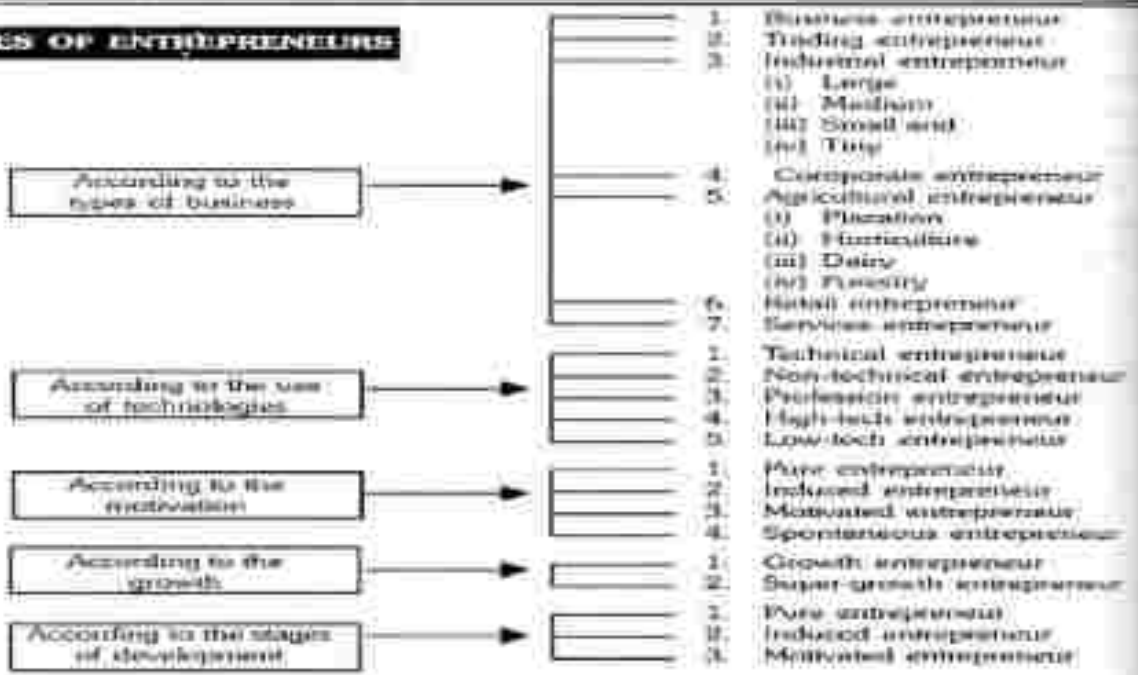 ES OF ENTREPRENEURS
According to the
types of business
1. Business entrepreneur
2. Trading entrepreneur
3. Industrial entrepreneur
(i) Large
(ii) Medium
(iii) Small and
(iv) Tiny
4. Coroporate entrepreneur
5. Agricultural entrepreneur
(i) Plantation
(ii) Horticulture
(iii) Dairy
(iv) Forestry
6. Retail entrepreneur
7. Services entrepreneur
According to the use
of technologies
1. Technical entrepreneur
2. Non-technical entrepreneur
3. Profession entrepreneur
4. High-tech entrepreneur
5. Low-tech entrepreneur
According to the
motivation
1. Pure entrepreneur
2. Induced entrepreneur
3. Motivated entrepreneur
4. Spontaneous entrepreneur
According to the
growth
1. Growth entrepreneur
2. Super-growth entrepreneur
According to the stages
of development
1. Pure entrepreneur
2. Induced entrepreneur
3. Motivated entrepreneur